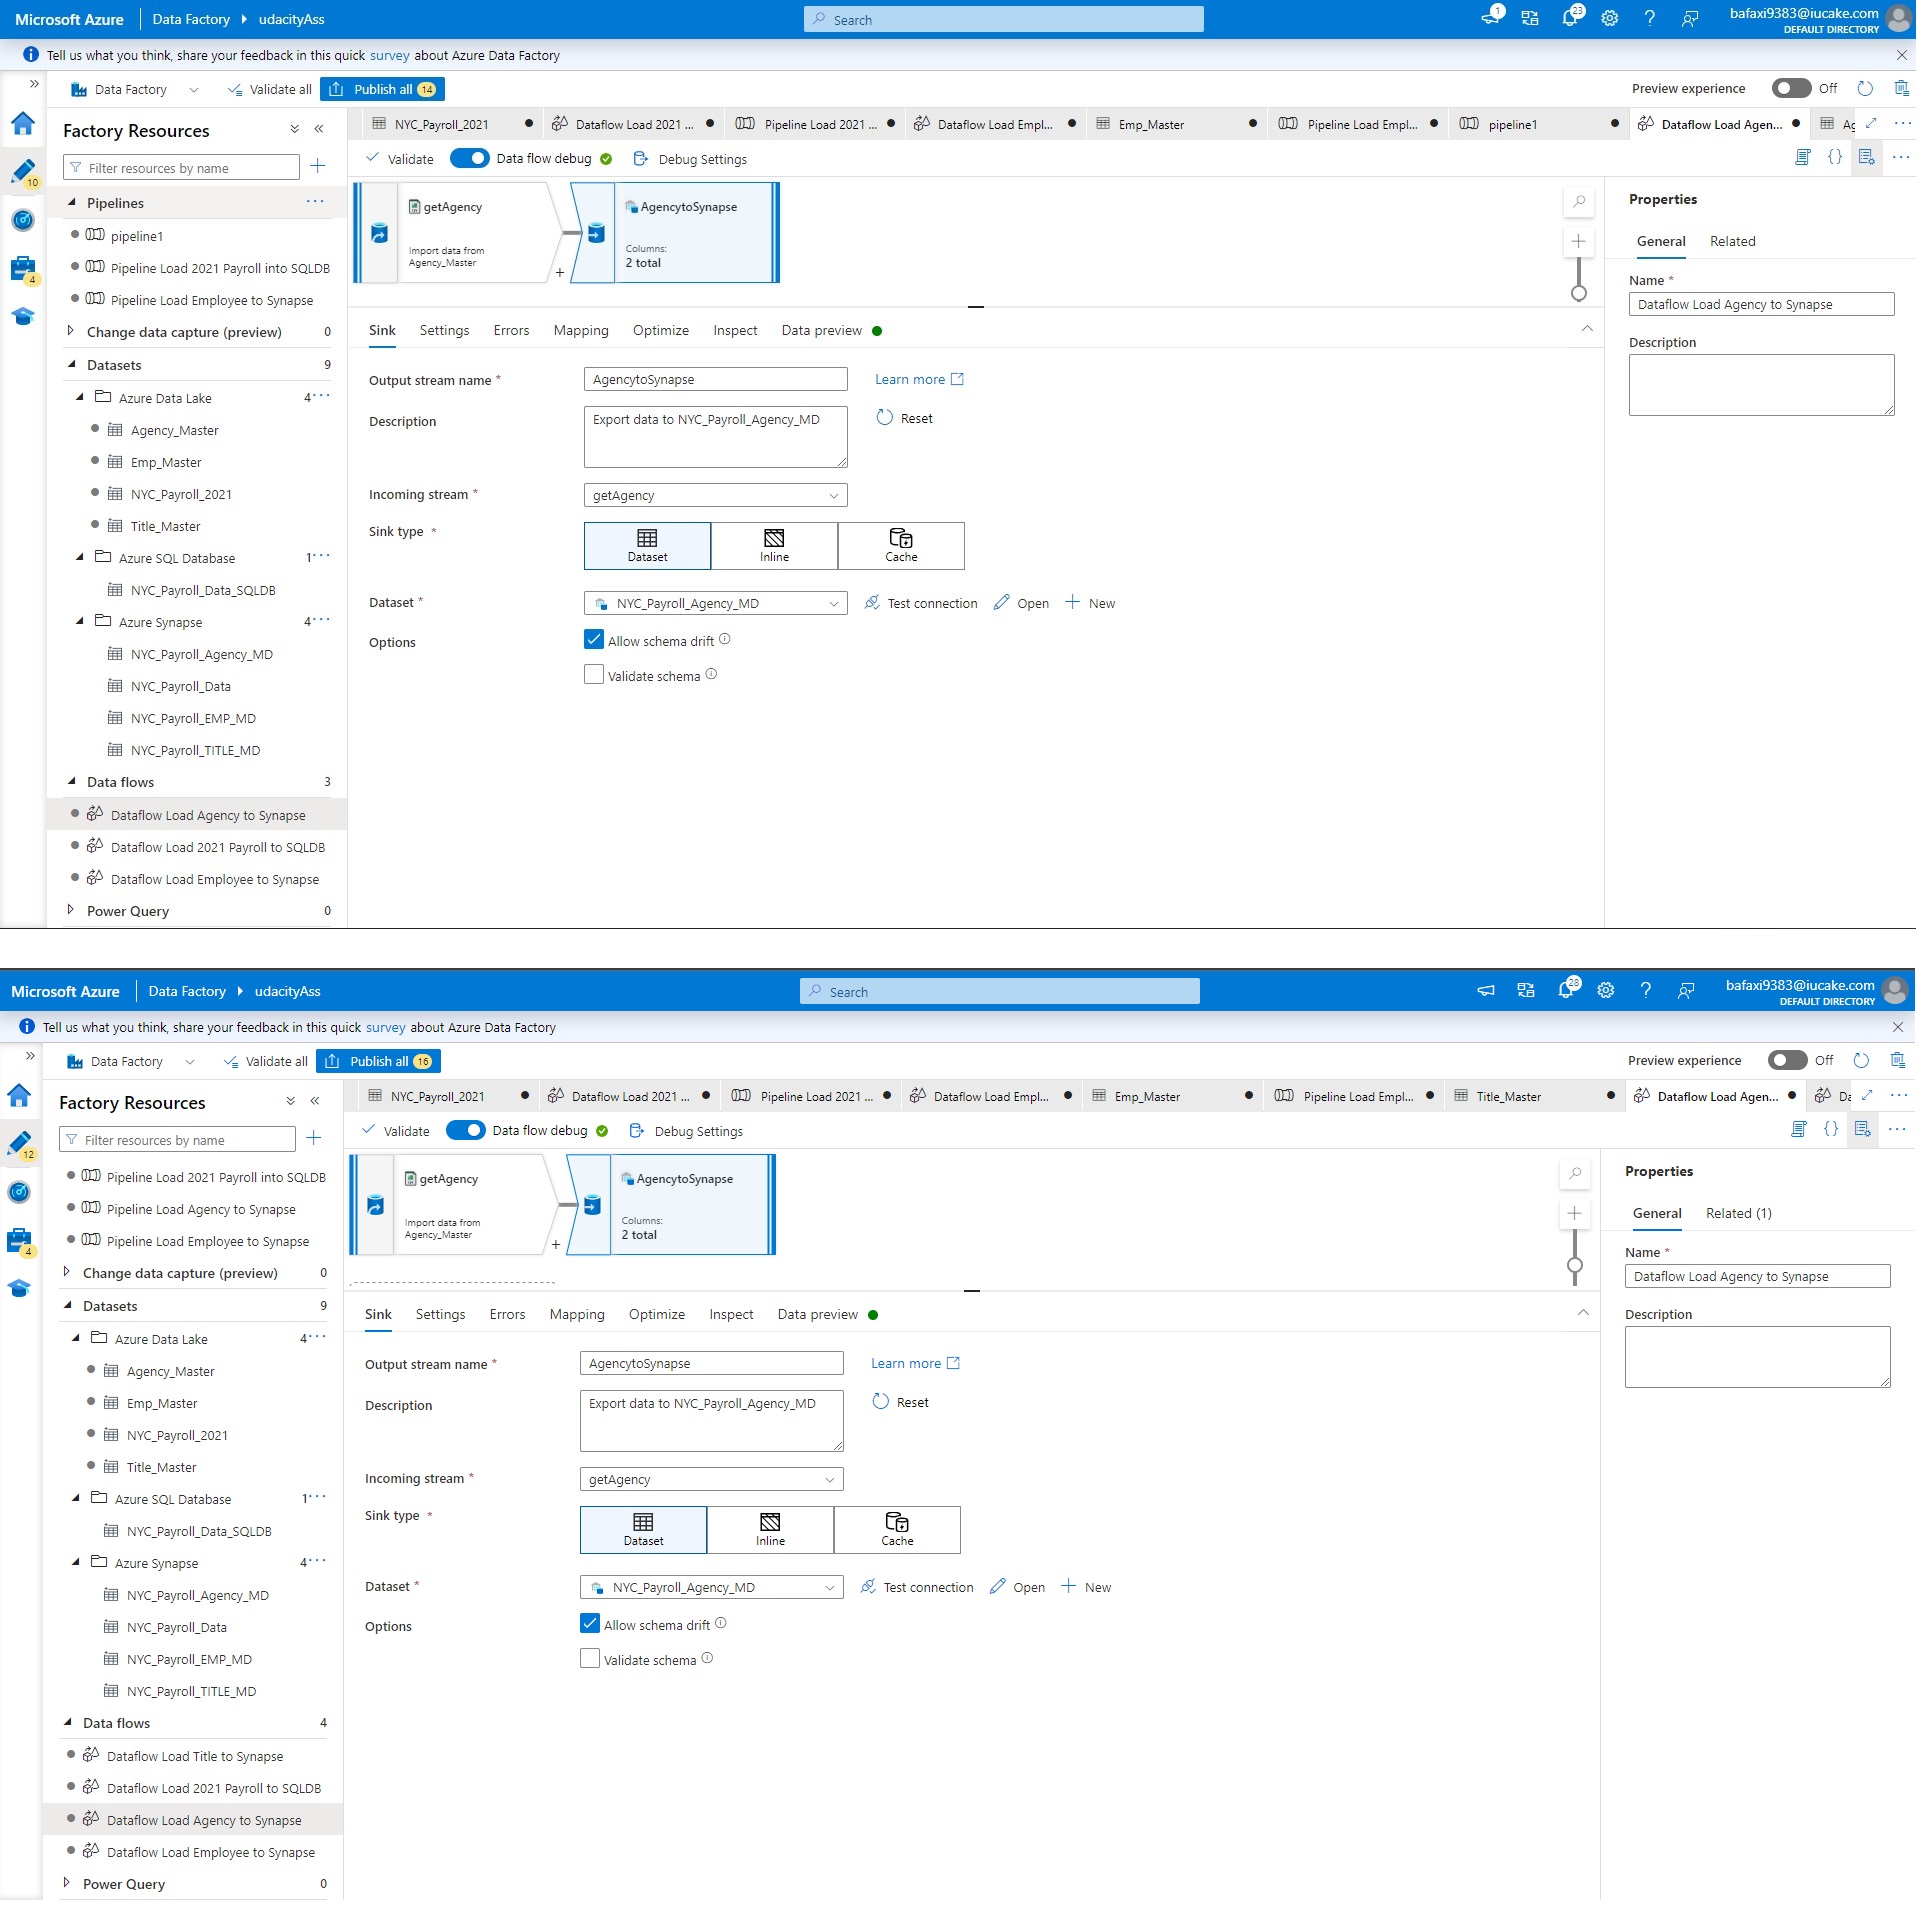 Microsoft Azure Data Factory udacityAss Search 1 23 bafaxi9383@iucake.com
DEFAULT DIRECTORY
Tell us what you think, share your feedback in this quick survey about Azure Data Factory
Data Factory Validate all Publish all 14 Preview experience Off
Factory Resources
NYC_Payroll_2021 Dataflow Load 2021 ... Pipeline Load 2021 ... Dataflow Load Empl... Emp_Master Pipeline Load Empl... pipeline1 Dataflow Load Agen... Ag
Filter resources by name
Validate Data flow debug Debug Settings
10
4
Pipelines
pipeline1
Pipeline Load 2021 Payroll into SQLDB
Pipeline Load Employee to Synapse
Change data capture (preview) 0
Datasets 9
Azure Data Lake 4
Agency_Master
Emp_Master
NYC_Payroll_2021
Title_Master
Azure SQL Database 1
NYC_Payroll_Data_SQLDB
Azure Synapse 4
NYC_Payroll_Agency_MD
NYC_Payroll_Data
NYC_Payroll_EMP_MD
NYC_Payroll_TITLE_MD
Data flows 3
Dataflow Load Agency to Synapse
Dataflow Load 2021 Payroll to SQLDB
Dataflow Load Employee to Synapse
Power Query 0
getAgency
Import data from
Agency_Master
AgencytoSynapse
Columns:
2 total
Sink Settings Errors Mapping Optimize Inspect Data preview
Output stream name * AgencytoSynapse Learn more
Description Export data to NYC_Payroll_Agency_MD Reset
Incoming stream * getAgency
Sink type * Dataset Inline Cache
Dataset * NYC_Payroll_Agency_MD Test connection Open New
Options Allow schema drift
Validate schema
Properties
General Related
Name *
Dataflow Load Agency to Synapse
Description
Microsoft Azure Data Factory udacityAss Search 28 bafaxi9383@iucake.com
DEFAULT DIRECTORY
Tell us what you think, share your feedback in this quick survey about Azure Data Factory
Data Factory Validate all Publish all 16 Preview experience Off
Factory Resources
NYC_Payroll_2021 Dataflow Load 2021 ... Pipeline Load 2021 ... Dataflow Load Empl... Emp_Master Pipeline Load Empl... Title_Master Dataflow Load Agen... Da
Filter resources by name
Validate Data flow debug Debug Settings
12
4
Pipeline Load 2021 Payroll into SQLDB
Pipeline Load Agency to Synapse
Pipeline Load Employee to Synapse
Change data capture (preview) 0
Datasets 9
Azure Data Lake 4
Agency_Master
Emp_Master
NYC_Payroll_2021
Title_Master
Azure SQL Database 1
NYC_Payroll_Data_SQLDB
Azure Synapse 4
NYC_Payroll_Agency_MD
NYC_Payroll_Data
NYC_Payroll_EMP_MD
NYC_Payroll_TITLE_MD
Data flows 4
Dataflow Load Title to Synapse
Dataflow Load 2021 Payroll to SQLDB
Dataflow Load Agency to Synapse
Dataflow Load Employee to Synapse
Power Query 0
getAgency
Import data from
Agency_Master
AgencytoSynapse
Columns:
2 total
Sink Settings Errors Mapping Optimize Inspect Data preview
Output stream name * AgencytoSynapse Learn more
Description Export data to NYC_Payroll_Agency_MD Reset
Incoming stream * getAgency
Sink type * Dataset Inline Cache
Dataset * NYC_Payroll_Agency_MD Test connection Open New
Options Allow schema drift
Validate schema
Properties
General Related (1)
Name *
Dataflow Load Agency to Synapse
Description